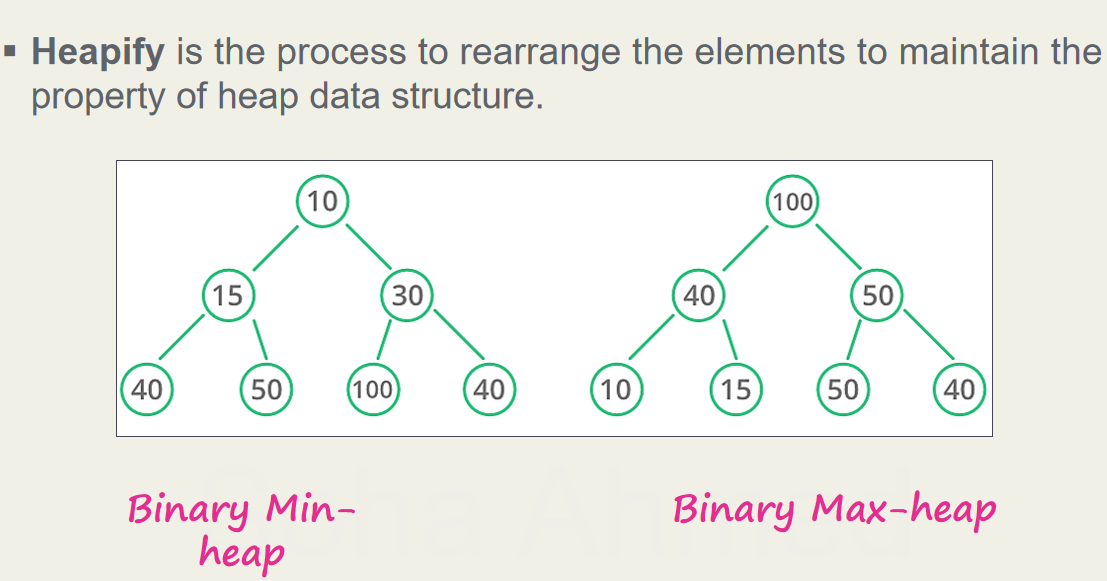 ▪ Heapify is the process to rearrange the elements to maintain the
property of heap data structure.
10 100
15 30 40 50
40 50 100 40 10 15 50 40
Binary Min- Binary Max-heap
heap